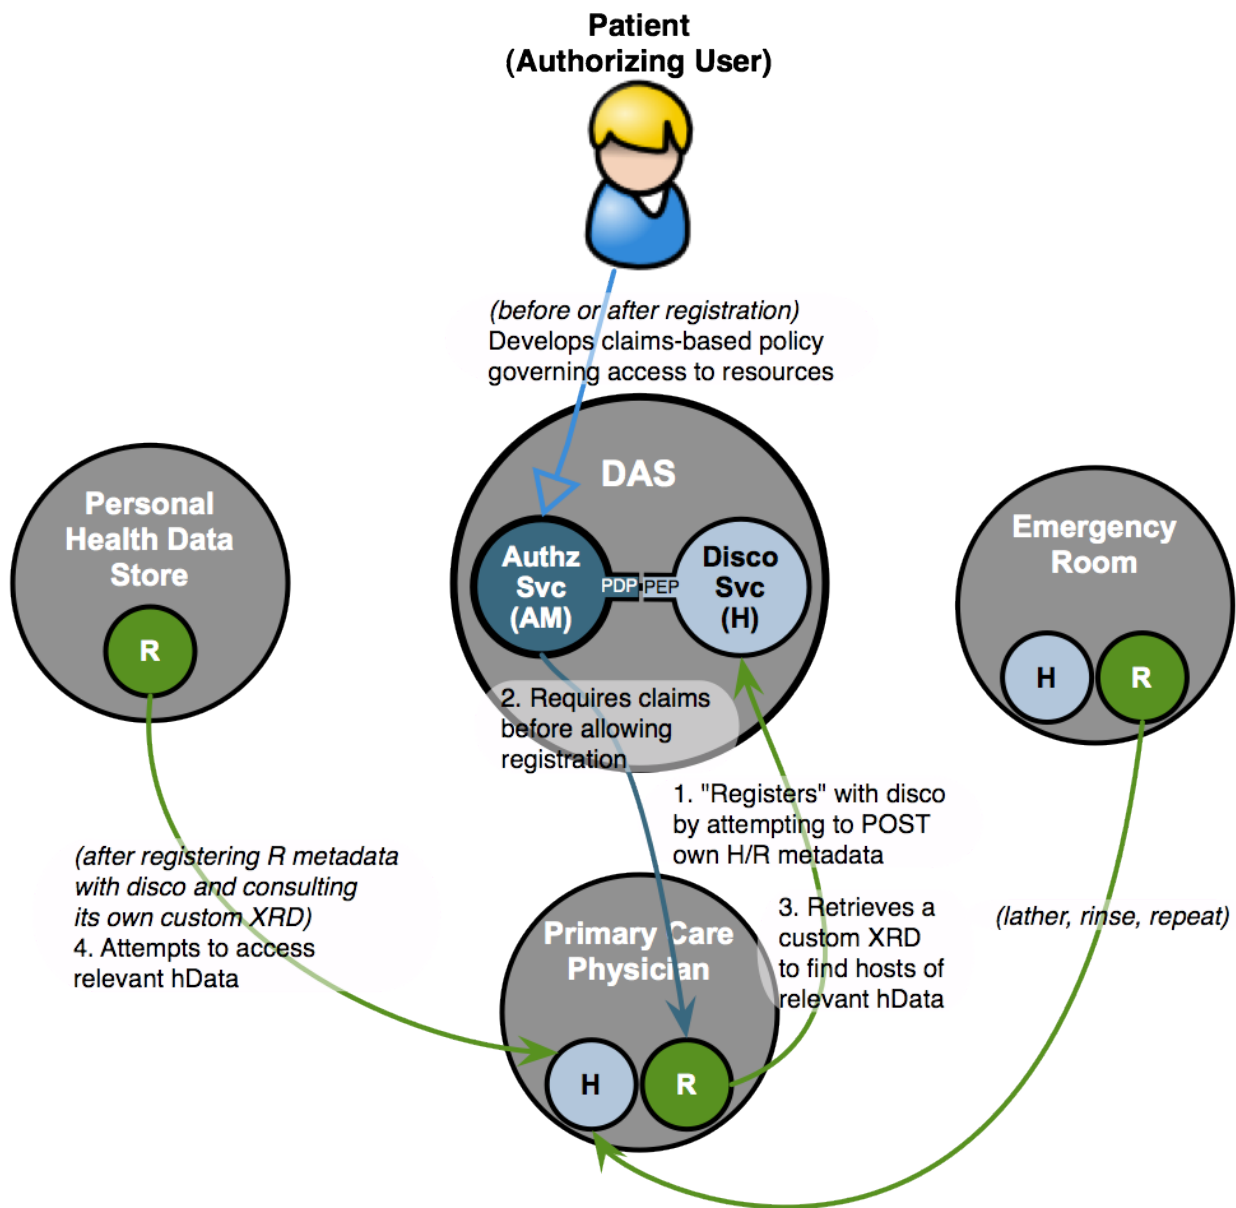 Patient
(Authorizing User)
(before or after registration)
Develops claims-based policy
governing access to resources
DAS
Authz
Svc
(AM)
PDP
PEP
Disco
Svc
(H)
Personal
Health Data
Store
R
Emergency
Room
H
R
2. Requires claims
before allowing
registration
1. "Registers" with disco
by attempting to POST
own H/R metadata
(after registering R metadata
with disco and consulting
its own custom XRD)
4. Attempts to access
relevant hData
3. Retrieves a
custom XRD
to find hosts of
relevant hData
(lather, rinse, repeat)
Primary Care
Physician
H
R